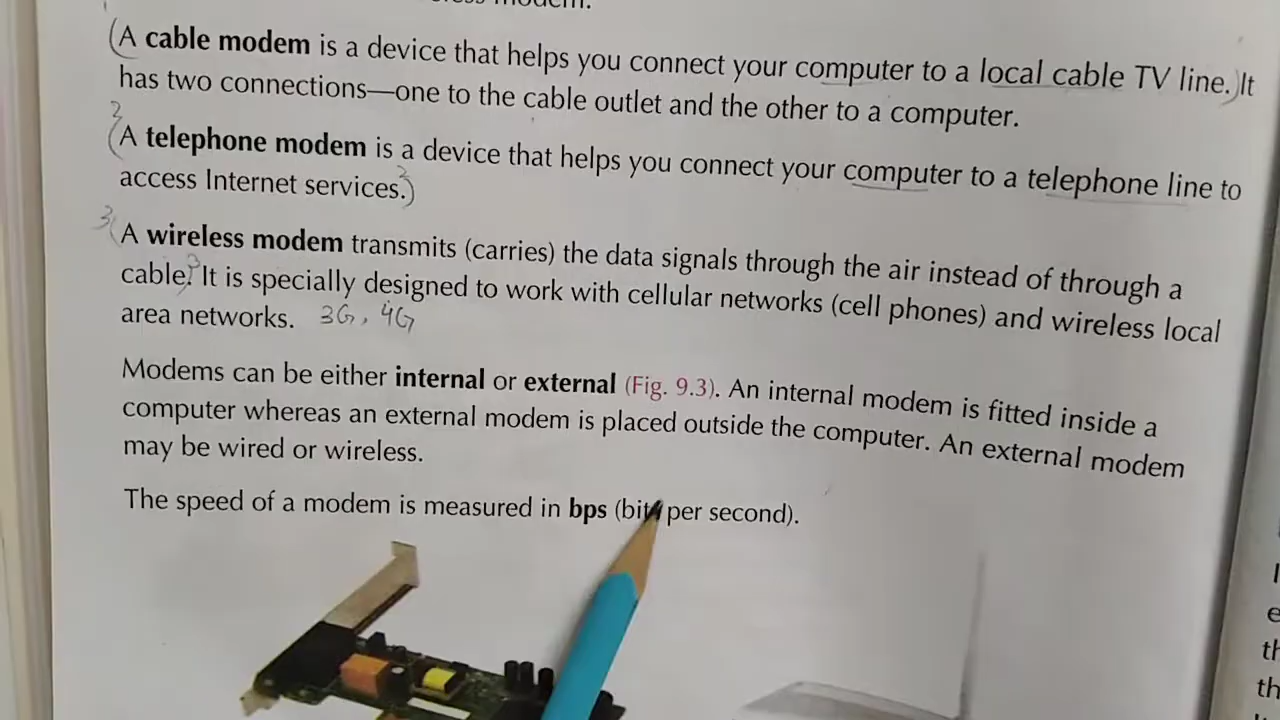 modem.
(A cable modem is a device that helps you connect your computer to a local cable TV line.) It
has two connections—one to the cable outlet and the other to a computer.
2
(A telephone modem is a device that helps you connect your computer to a telephone line to
access Internet services.)
3
(A wireless modem transmits (carries) the data signals through the air instead of through a
cable. It is specially designed to work with cellular networks (cell phones) and wireless local
area networks. 3G, 4G
Modems can be either internal or external (Fig. 9.3). An internal modem is fitted inside a
computer whereas an external modem is placed outside the computer. An external modem
may be wired or wireless.
The speed of a modem is measured in bps (bits per second).